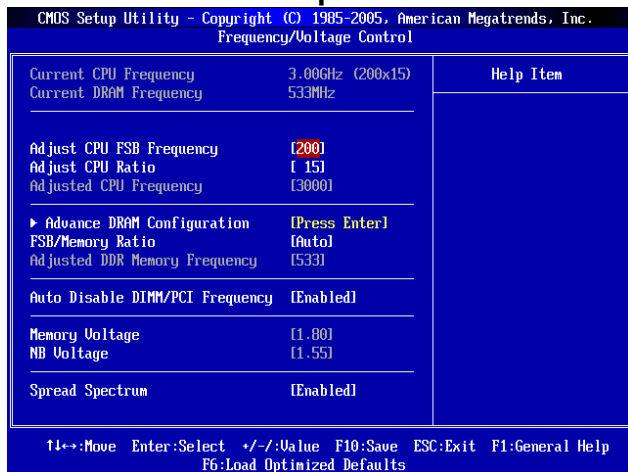 CMOS Setup Utility - Copyright (C) 1985-2005, American Megatrends, Inc.
Frequency/Voltage Control
Current CPU Frequency 3.00GHz (200x15)
Current DRAM Frequency 533MHz
Help Item
Adjust CPU FSB Frequency [200]
Adjust CPU Ratio [ 15]
Adjusted CPU Frequency [3000]
▶ Advance DRAM Configuration [Press Enter]
FSB/Memory Ratio [Auto]
Adjusted DDR Memory Frequency [533]
Auto Disable DIMM/PCI Frequency [Enabled]
Memory Voltage [1.80]
NB Voltage [1.55]
Spread Spectrum [Enabled]
↑↓↔:Move Enter:Select +/-/:Value F10:Save ESC:Exit F1:General Help
F6:Load Optimized Defaults